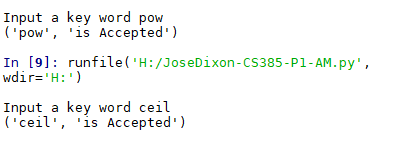 Input a key word pow
('pow', 'is Accepted')
In [9]: runfile('H:/JoseDixon-CS385-P1-AM.py',
wdir='H:')
Input a key word ceil
('ceil', 'is Accepted')